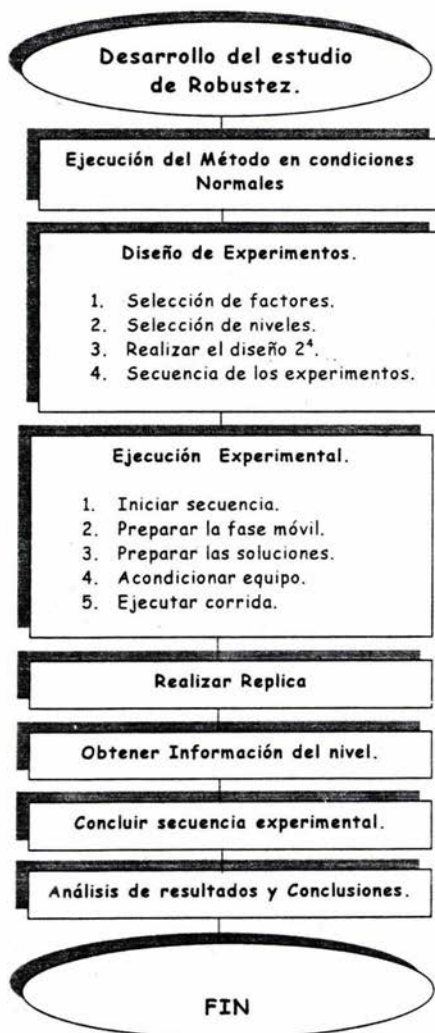 Desarrollo del estudio
de Robustez.
Ejecución del Método en condiciones
Normales
Diseño de Experimentos.
1. Selección de factores.
2. Selección de niveles.
3. Realizar el diseño 2⁴.
4. Secuencia de los experimentos.
Ejecución Experimental.
1. Iniciar secuencia.
2. Preparar la fase móvil.
3. Preparar las soluciones.
4. Acondicionar equipo.
5. Ejecutar corrida.
Realizar Replica
Obtener Información del nivel.
Concluir secuencia experimental.
Análisis de resultados y Conclusiones.
FIN